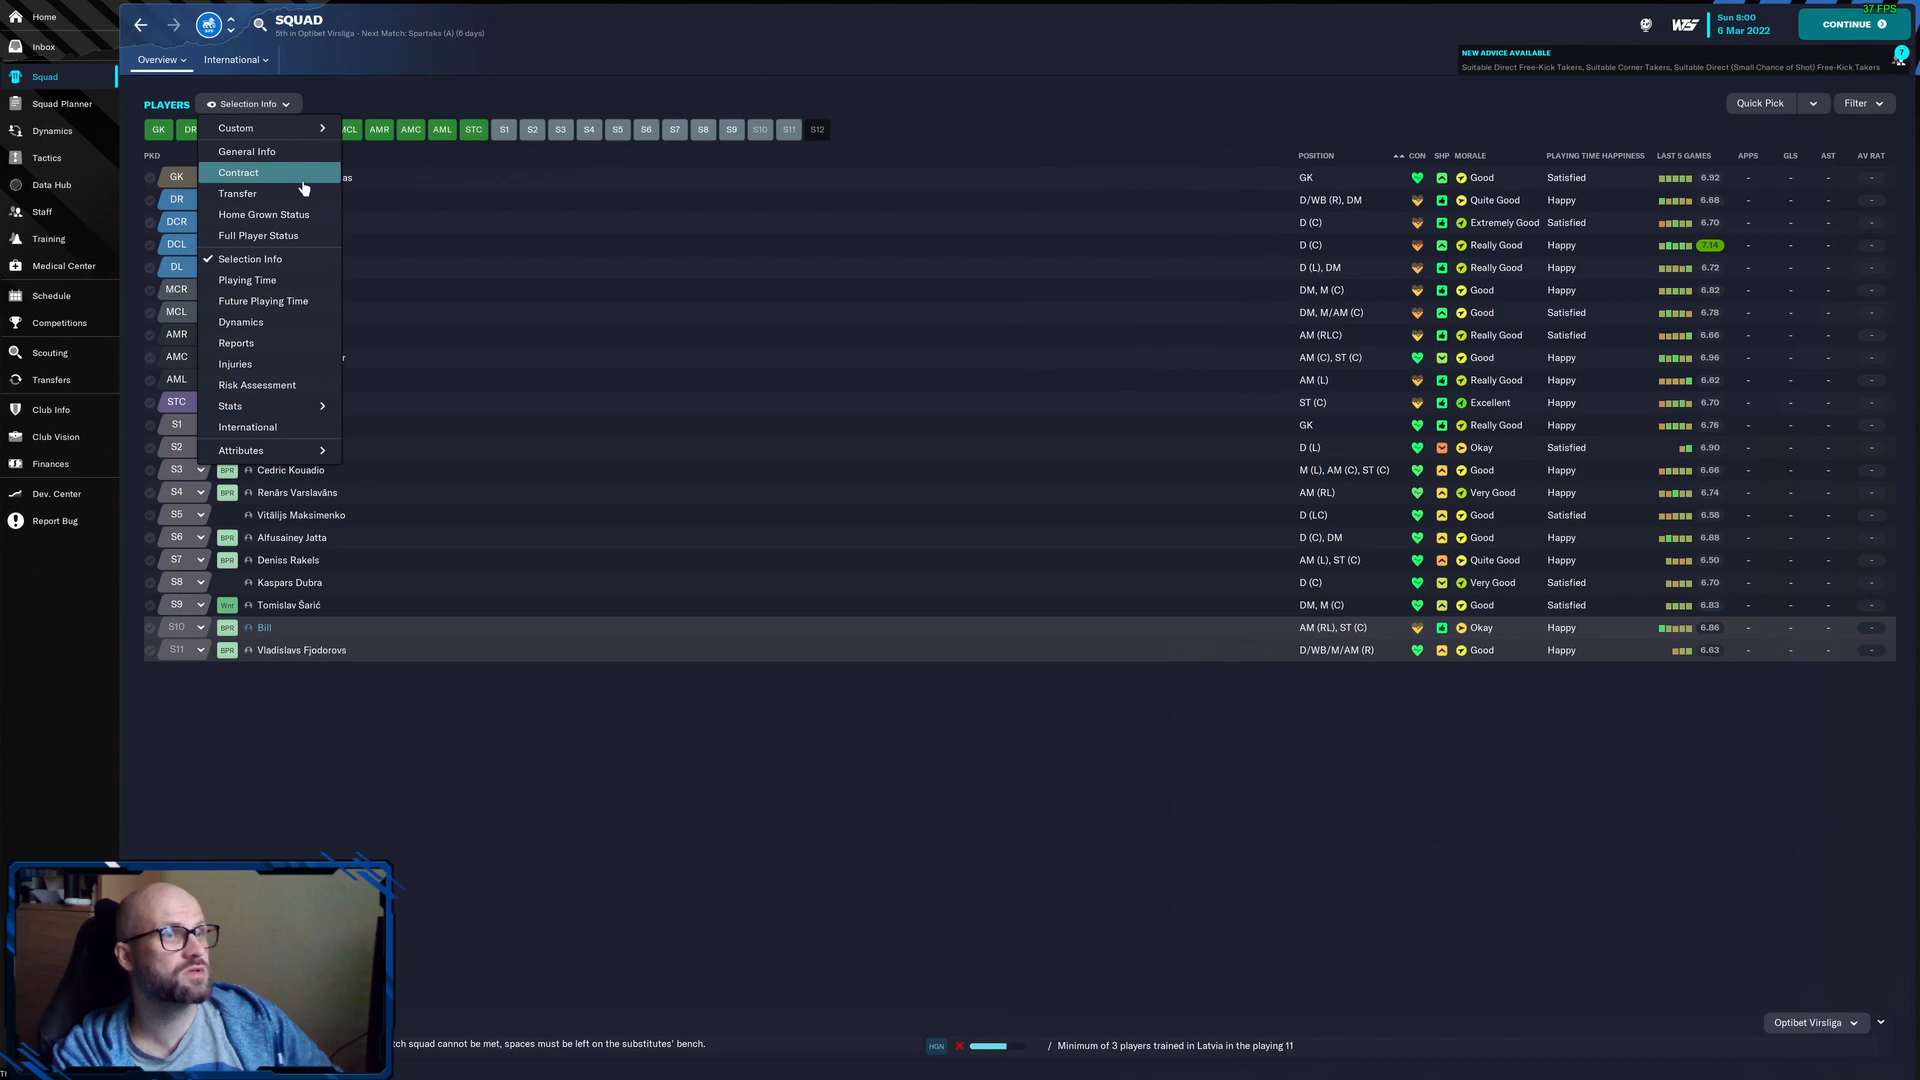 37 FPS
Home
SQUAD
5th in Optibet Virsliga - Next Match: Spartaks (A) (6 days)
Sun 8:00
6 Mar 2022
CONTINUE
Inbox
Overview
International
NEW ADVICE AVAILABLE
Suitable Direct Free-Kick Takers, Suitable Corner Takers, Suitable Direct (Small Chance of Shot) Free-Kick Takers
7
Squad
Squad Planner
Dynamics
Tactics
Data Hub
Staff
Training
Medical Center
Schedule
Competitions
Scouting
Transfers
Club Info
Club Vision
Finances
Dev. Center
Report Bug
PLAYERS
Selection Info
Quick Pick
Filter
GK DR MCL AMR AMC AML STC S1 S2 S3 S4 S5 S6 S7 S8 S9 S10 S11 S12
Custom
General Info
Contract
Transfer
Home Grown Status
Full Player Status
Selection Info
Playing Time
Future Playing Time
Dynamics
Reports
Injuries
Risk Assessment
Stats
International
Attributes
PKD POSITION CON SHP MORALE PLAYING TIME HAPPINESS LAST 5 GAMES APPS GLS AST AV RAT
GK as GK Good Satisfied 6.92 - - - -
DR D/WB (R), DM Quite Good Happy 6.68 - - - -
DCR D (C) Extremely Good Satisfied 6.70 - - - -
DCL D (C) Really Good Happy 7.14 - - - -
DL D (L), DM Really Good Happy 6.72 - - - -
MCR DM, M (C) Good Happy 6.82 - - - -
MCL DM, M/AM (C) Good Happy 6.78 - - - -
AMR AM (RLC) Really Good Happy 6.66 - - - -
AMC r AM (C), ST (C) Good Happy 6.96 - - - -
AML AM (L) Really Good Happy 6.62 - - - -
STC ST (C) Excellent Happy 6.70 - - - -
S1 GK Really Good Happy 6.76 - - - -
S2 D (L) Okay Satisfied 6.90 - - - -
S3 BPR Cedric Kouadio M (L), AM (C), ST (C) Good Happy 6.66 - - - -
S4 BPR Renārs Varslavāns AM (RL) Very Good Happy 6.74 - - - -
S5 Vitālijs Maksimenko D (LC) Good Satisfied 6.58 - - - -
S6 BPR Alfusainey Jatta D (C), DM Good Happy 6.88 - - - -
S7 BPR Deniss Rakels AM (L), ST (C) Quite Good Happy 6.50 - - - -
S8 Kaspars Dubra D (C) Very Good Satisfied 6.70 - - - -
S9 Wnt Tomislav Šarić DM, M (C) Good Satisfied 6.83 - - - -
S10 BPR Bill AM (RL), ST (C) Okay Happy 6.86 - - - -
S11 BPR Vladislavs Fjodorovs D/WB/M/AM (R) Good Happy 6.63 - - - -
Optibet Virsliga
tch squad cannot be met, spaces must be left on the substitutes' bench.
HGN / Minimum of 3 players trained in Latvia in the playing 11